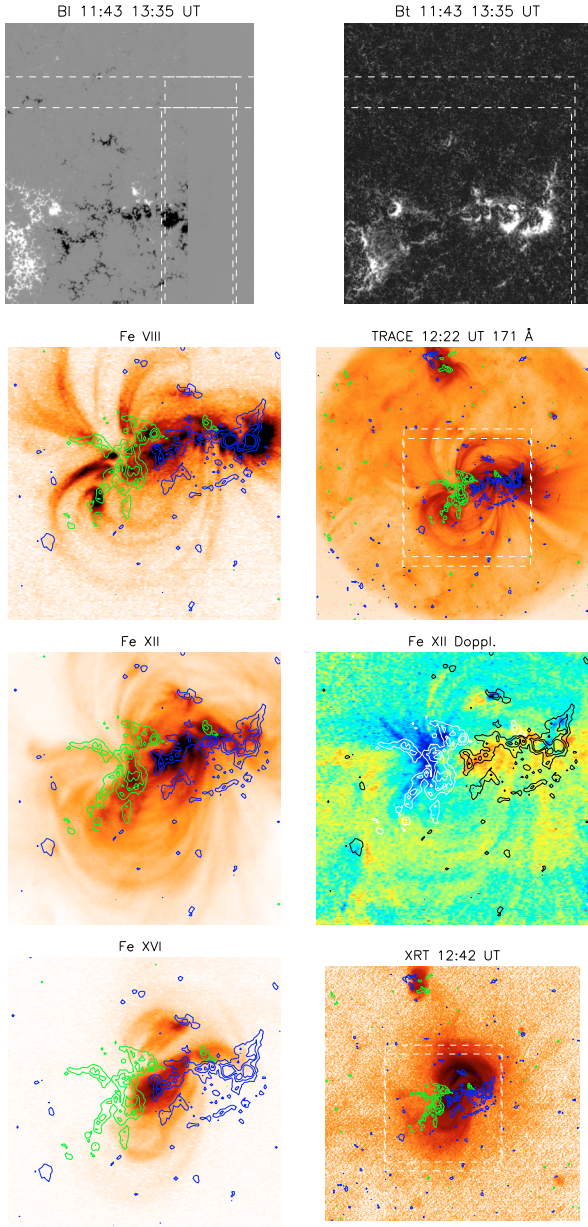 Bl 11:43 13:35 UT
Bt 11:43 13:35 UT
Fe VIII
TRACE 12:22 UT 171 Å
Fe XII
Fe XII Doppl.
Fe XVI
XRT 12:42 UT